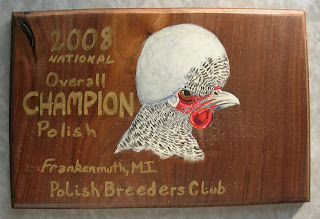 2008
NATIONAL
Overall
CHAMPION
Polish
Frankenmuth, MI
Polish Breeders Club